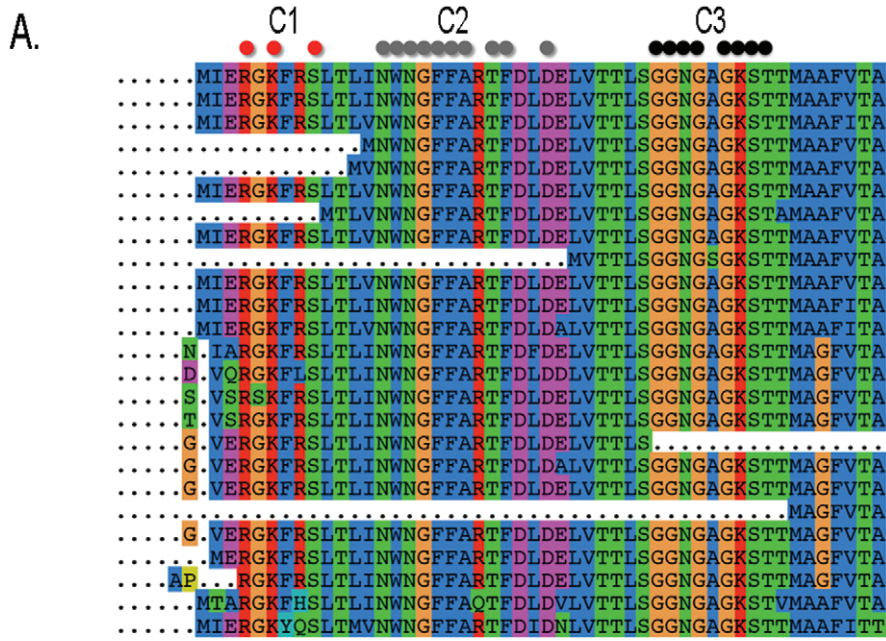 A.
C1 C2 C3
......MIERGKFRSLTLINWNGFFARTFDLDELVTTLSGGNGAGKSTTMAAFVTA
......MIERGKFRSLTLINWNGFFARTFDLDELVTTLSGGNGAGKSTTMAAFVTA
......MIERGKFRSLTLVNWNGFFARTFDLDELVTTLSGGNGAGKSTTMAAFITA
..................MNWNGFFARTFDLDELVTTLSGGNGAGKSTTMAAFVTA
.................MVNWNGFFARTFDLDELVTTLSGGNGAGKSTTMAAFVTA
......MIERGKFRSLTLVNWNGFFARTFDLDELVTTLSGGNGAGKSTTMAAFVTA
...............MTLVNWNGFFARTFDLDELVTTLSGGNGAGKSTAMAAFVTA
......MIERGKFRSLTLVNWNGFFARTFDLDELVTTLSGGNGAGKSTTMAAFVTA
.................................MVTTLSGGNGSGKSTTMAAFVTA
......MIERGKFRSLTLINWNGFFARTFDLDELVTTLSGGNGAGKSTTMAAFVTA
......MIERGKFRSLTLINWNGFFARTFDLDELVTTLSGGNGAGKSTTMAAFITA
......MIERGKFRSLTLVNWNGFFARTFDLDALVTTLSGGNGAGKSTTMAAFITA
.....N.IARGKFRSLTLINWNGFFARTFDFDELVTTLSGGNGAGKSTTMAGFVTA
.....D.VQRGKFLSLTLINWNGFFARTFDLDDLVTTLSGGNGAGKSTTMAGFVTA
.....S.VSRSKFRSLTLINWNGFFARTFDLDELVTTLSGGNGAGKSTTMAGFVTA
.....T.VSRGKFRSLTLINWNGFFARTFDLDELVTTLSGGNGAGKSTTMAGFVTA
.....G.VERGKFRSLTLINWNGFFARTFDLDELVTTLS.................
.....G.VERGKFRSLTLINWNGFFARTFDLDALVTTLSGGNGAGKSTTMAGFVTA
.....G.VERGKFRSLTLINWNGFFARTFDLDELVTTLSGGNGAGKSTTMAGFVTA
.................................................MAGFVTA
.....G.VERGKFRSLTLINWNGFFARTFDLDELVTTLSGGNGAGKSTTMAGFVTA
.......MERGKFRSLTLINWNGFFARTFDLDELVTTLSGGNGAGKSTTMAGFVTA
....AP...RGKFRSLTLINWNGFFARTFDLDELVTTLSGGNGAGKSTTMAGFVTA
......MTARGKFHSLTLINWNGFFAQTFDLDVLVTTLSGGNGAGKSTVMAAFVTA
......MIERGKYQSLTMVNWNGFFARTFDIDNLVTTLSGGNGAGKSTTMAAFITT